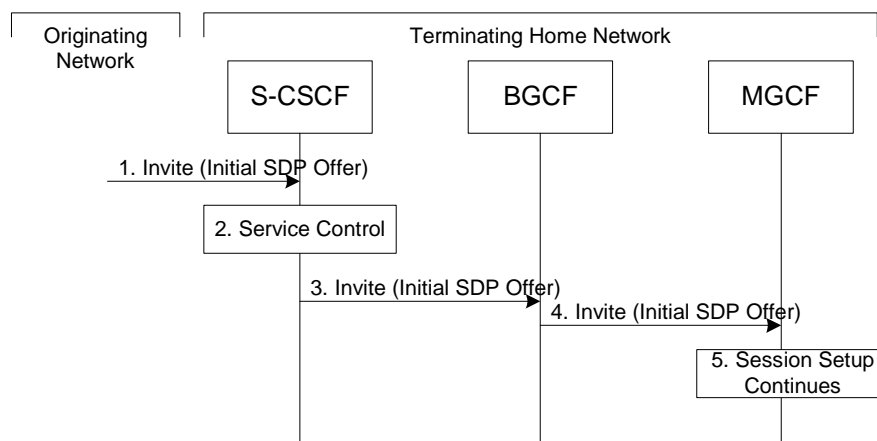 Originating
Network
Terminating Home Network
S-CSCF
BGCF
MGCF
1. Invite (Initial SDP Offer)
2. Service Control
3. Invite (Initial SDP Offer)
4. Invite (Initial SDP Offer)
5. Session Setup
Continues